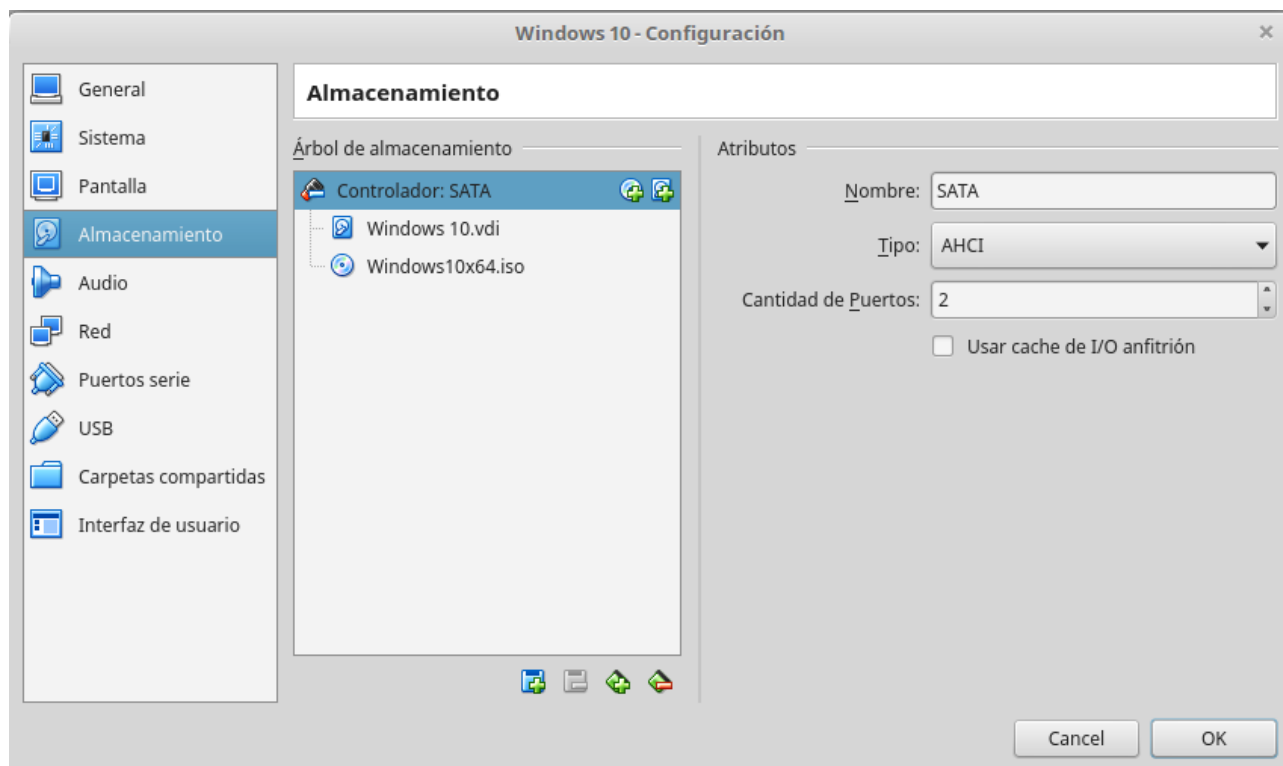 Windows 10 - Configuración
General
Sistema
Pantalla
Almacenamiento
Audio
Red
Puertos serie
USB
Carpetas compartidas
Interfaz de usuario
Almacenamiento
Árbol de almacenamiento
Controlador: SATA
Windows 10.vdi
Windows10x64.iso
Atributos
Nombre: SATA
Tipo: AHCI
Cantidad de Puertos: 2
Usar cache de I/O anfitrión
Cancel
OK